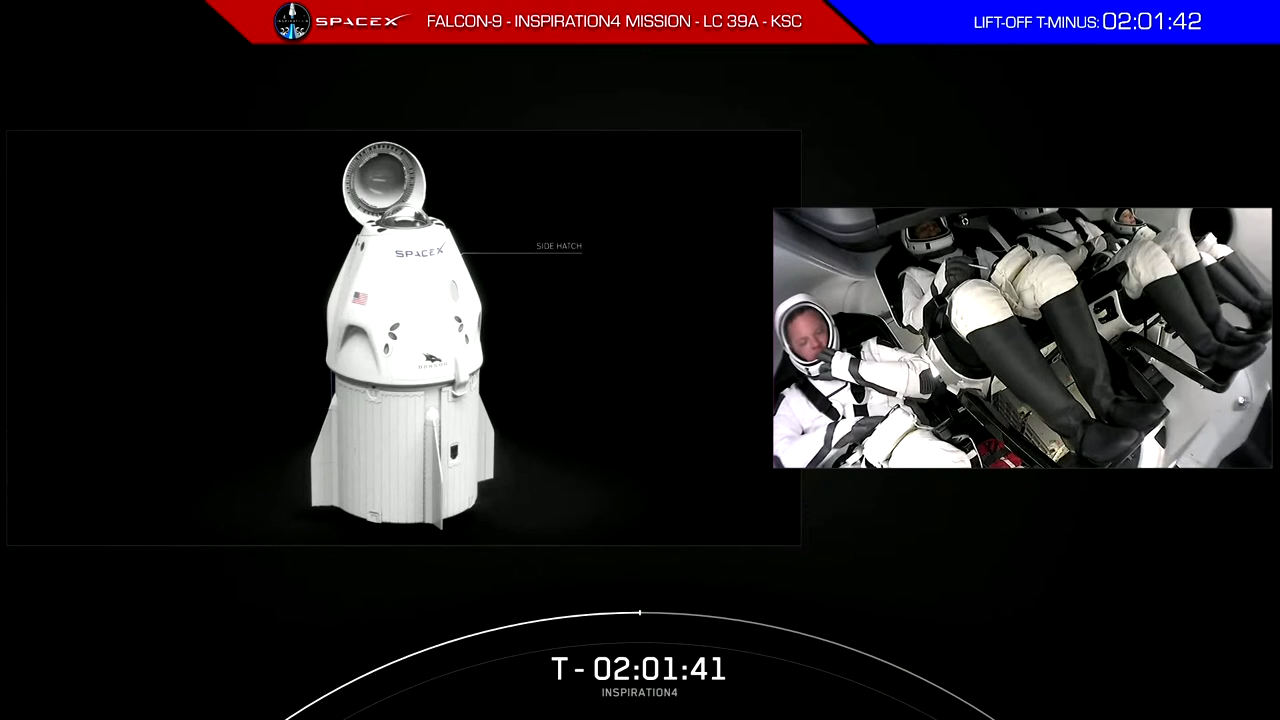 SPACEX FALCON-9 - INSPIRATION4 MISSION - LC 39A - KSC
LIFT-OFF T-MINUS: 02:01:42
SIDE HATCH
SPACEX
DRAGON
T - 02:01:41
INSPIRATION4